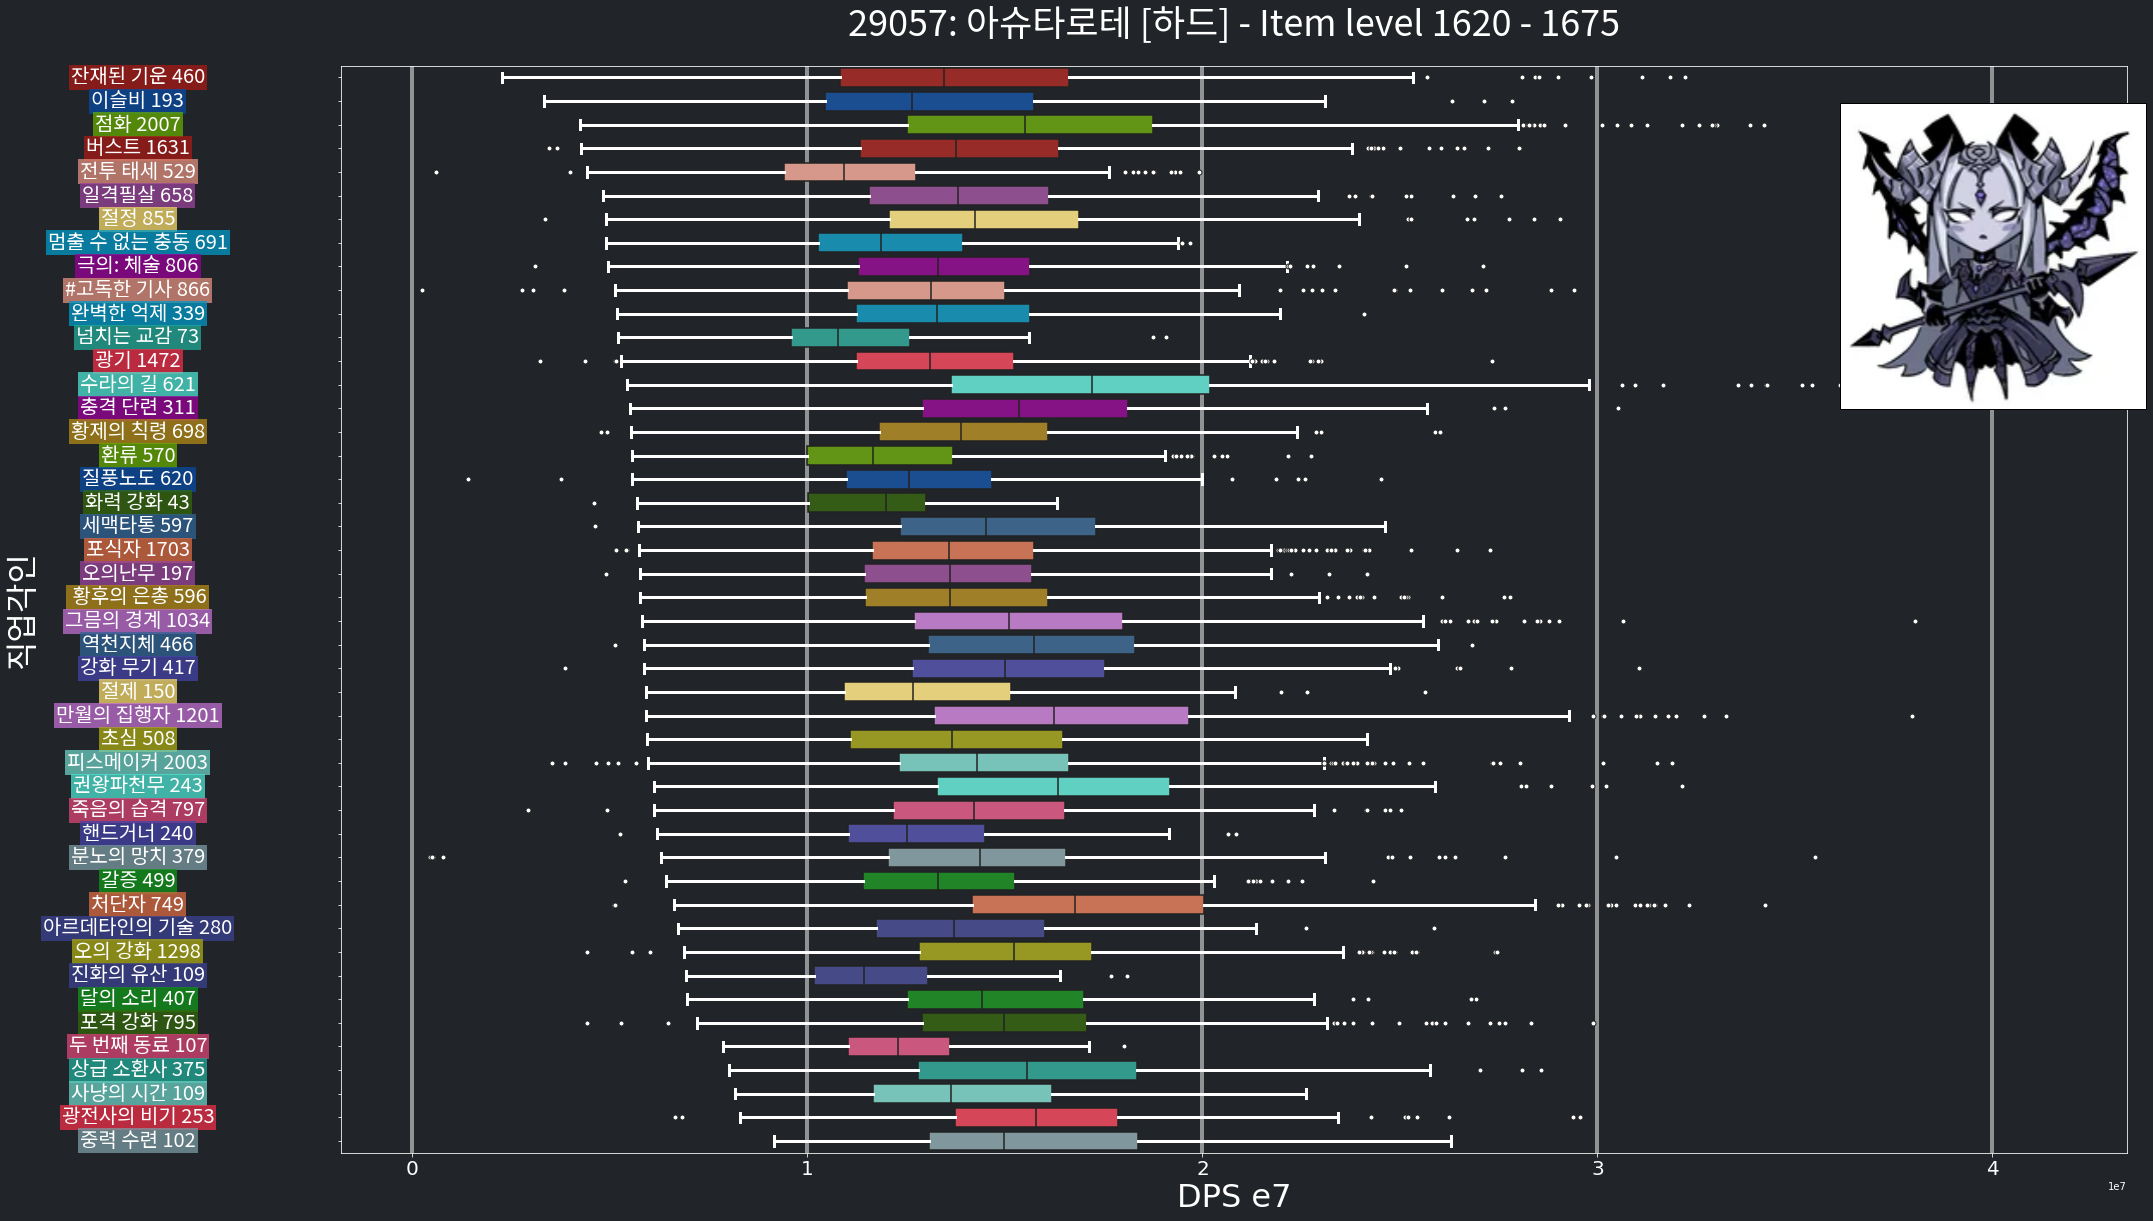 29057: 아슈타로테 [하드] - Item level 1620 - 1675
잔재된 기운 460
이슬비 193
점화 2007
버스트 1631
전투 태세 529
일격필살 658
절정 855
멈출 수 없는 충동 691
극의: 체술 806
#고독한 기사 866
완벽한 억제 339
넘치는 교감 73
광기 1472
수라의 길 621
충격 단련 311
황제의 칙령 698
환류 570
질풍노도 620
화력 강화 43
세맥타통 597
포식자 1703
오의난무 197
황후의 은총 596
그믐의 경계 1034
역천지체 466
강화 무기 417
절제 150
만월의 집행자 1201
초심 508
피스메이커 2003
권왕파천무 243
죽음의 습격 797
핸드거너 240
분노의 망치 379
갈증 499
처단자 749
아르데타인의 기술 280
오의 강화 1298
진화의 유산 109
달의 소리 407
포격 강화 795
두 번째 동료 107
상급 소환사 375
사냥의 시간 109
광전사의 비기 253
중력 수련 102
직업각인
0 1 2 3 4
DPS e7
1e7